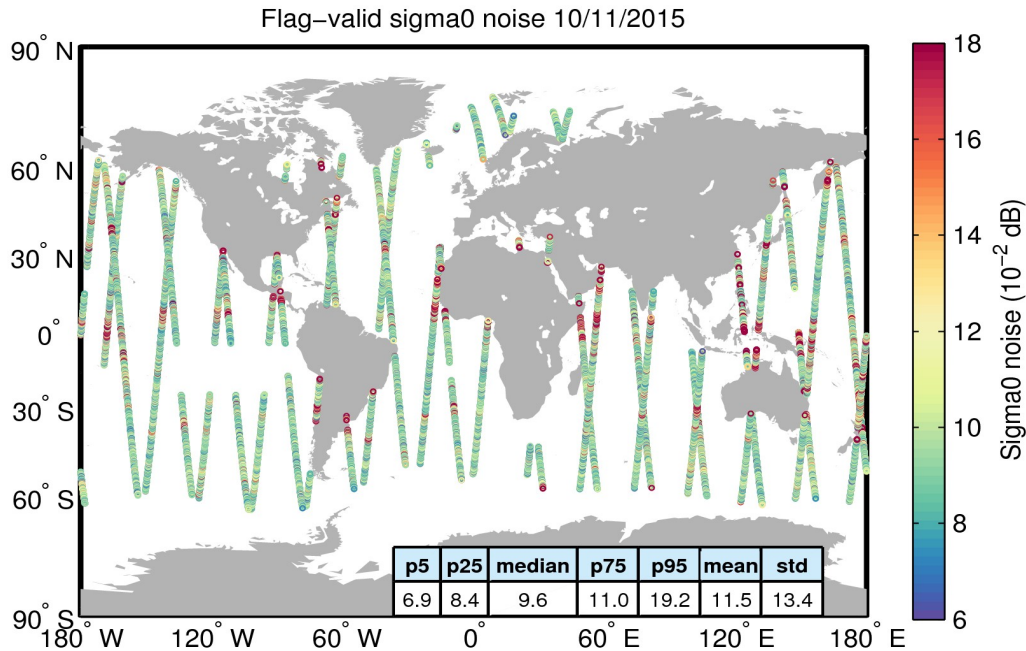 Flag−valid sigma0 noise 10/11/2015
90° N
60° N
30° N
0°
30° S
60° S
90° S
180° W
120° W
60° W
0°
60° E
120° E
180° E
p5 p25 median p75 p95 mean std
6.9 8.4 9.6 11.0 19.2 11.5 13.4
18
16
14
12
10
8
6
Sigma0 noise (10⁻² dB)